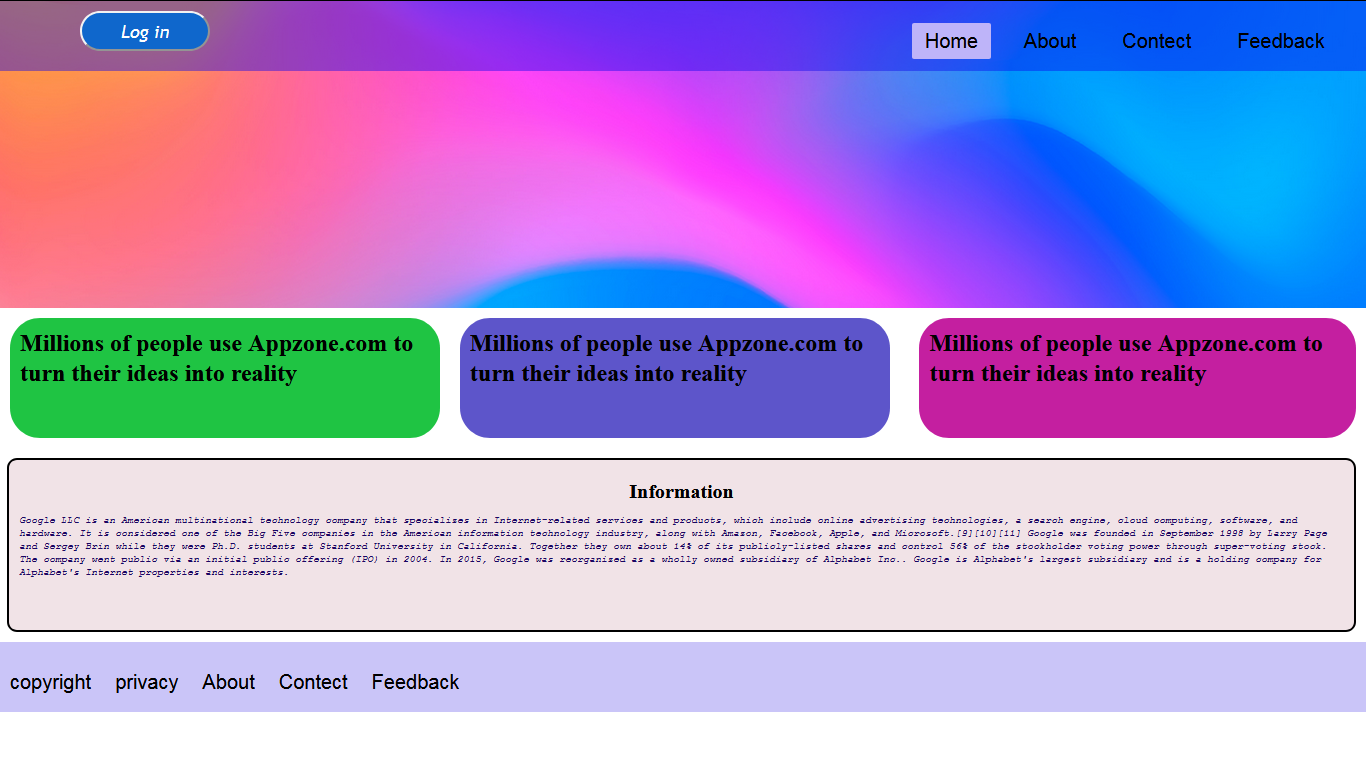 Log in
Home About Contect Feedback
Millions of people use Appzone.com to
turn their ideas into reality
Millions of people use Appzone.com to
turn their ideas into reality
Millions of people use Appzone.com to
turn their ideas into reality
Information
Google LLC is an American multinational technology company that specializes in Internet-related services and products, which include online advertising technologies, a search engine, cloud computing, software, and
hardware. It is considered one of the Big Five companies in the American information technology industry, along with Amazon, Facebook, Apple, and Microsoft.[9][10][11] Google was founded in September 1998 by Larry Page
and Sergey Brin while they were Ph.D. students at Stanford University in California. Together they own about 14% of its publicly-listed shares and control 56% of the stockholder voting power through super-voting stock.
The company went public via an initial public offering (IPO) in 2004. In 2015, Google was reorganized as a wholly owned subsidiary of Alphabet Inc.. Google is Alphabet's largest subsidiary and is a holding company for
Alphabet's Internet properties and interests.
copyright privacy About Contect Feedback